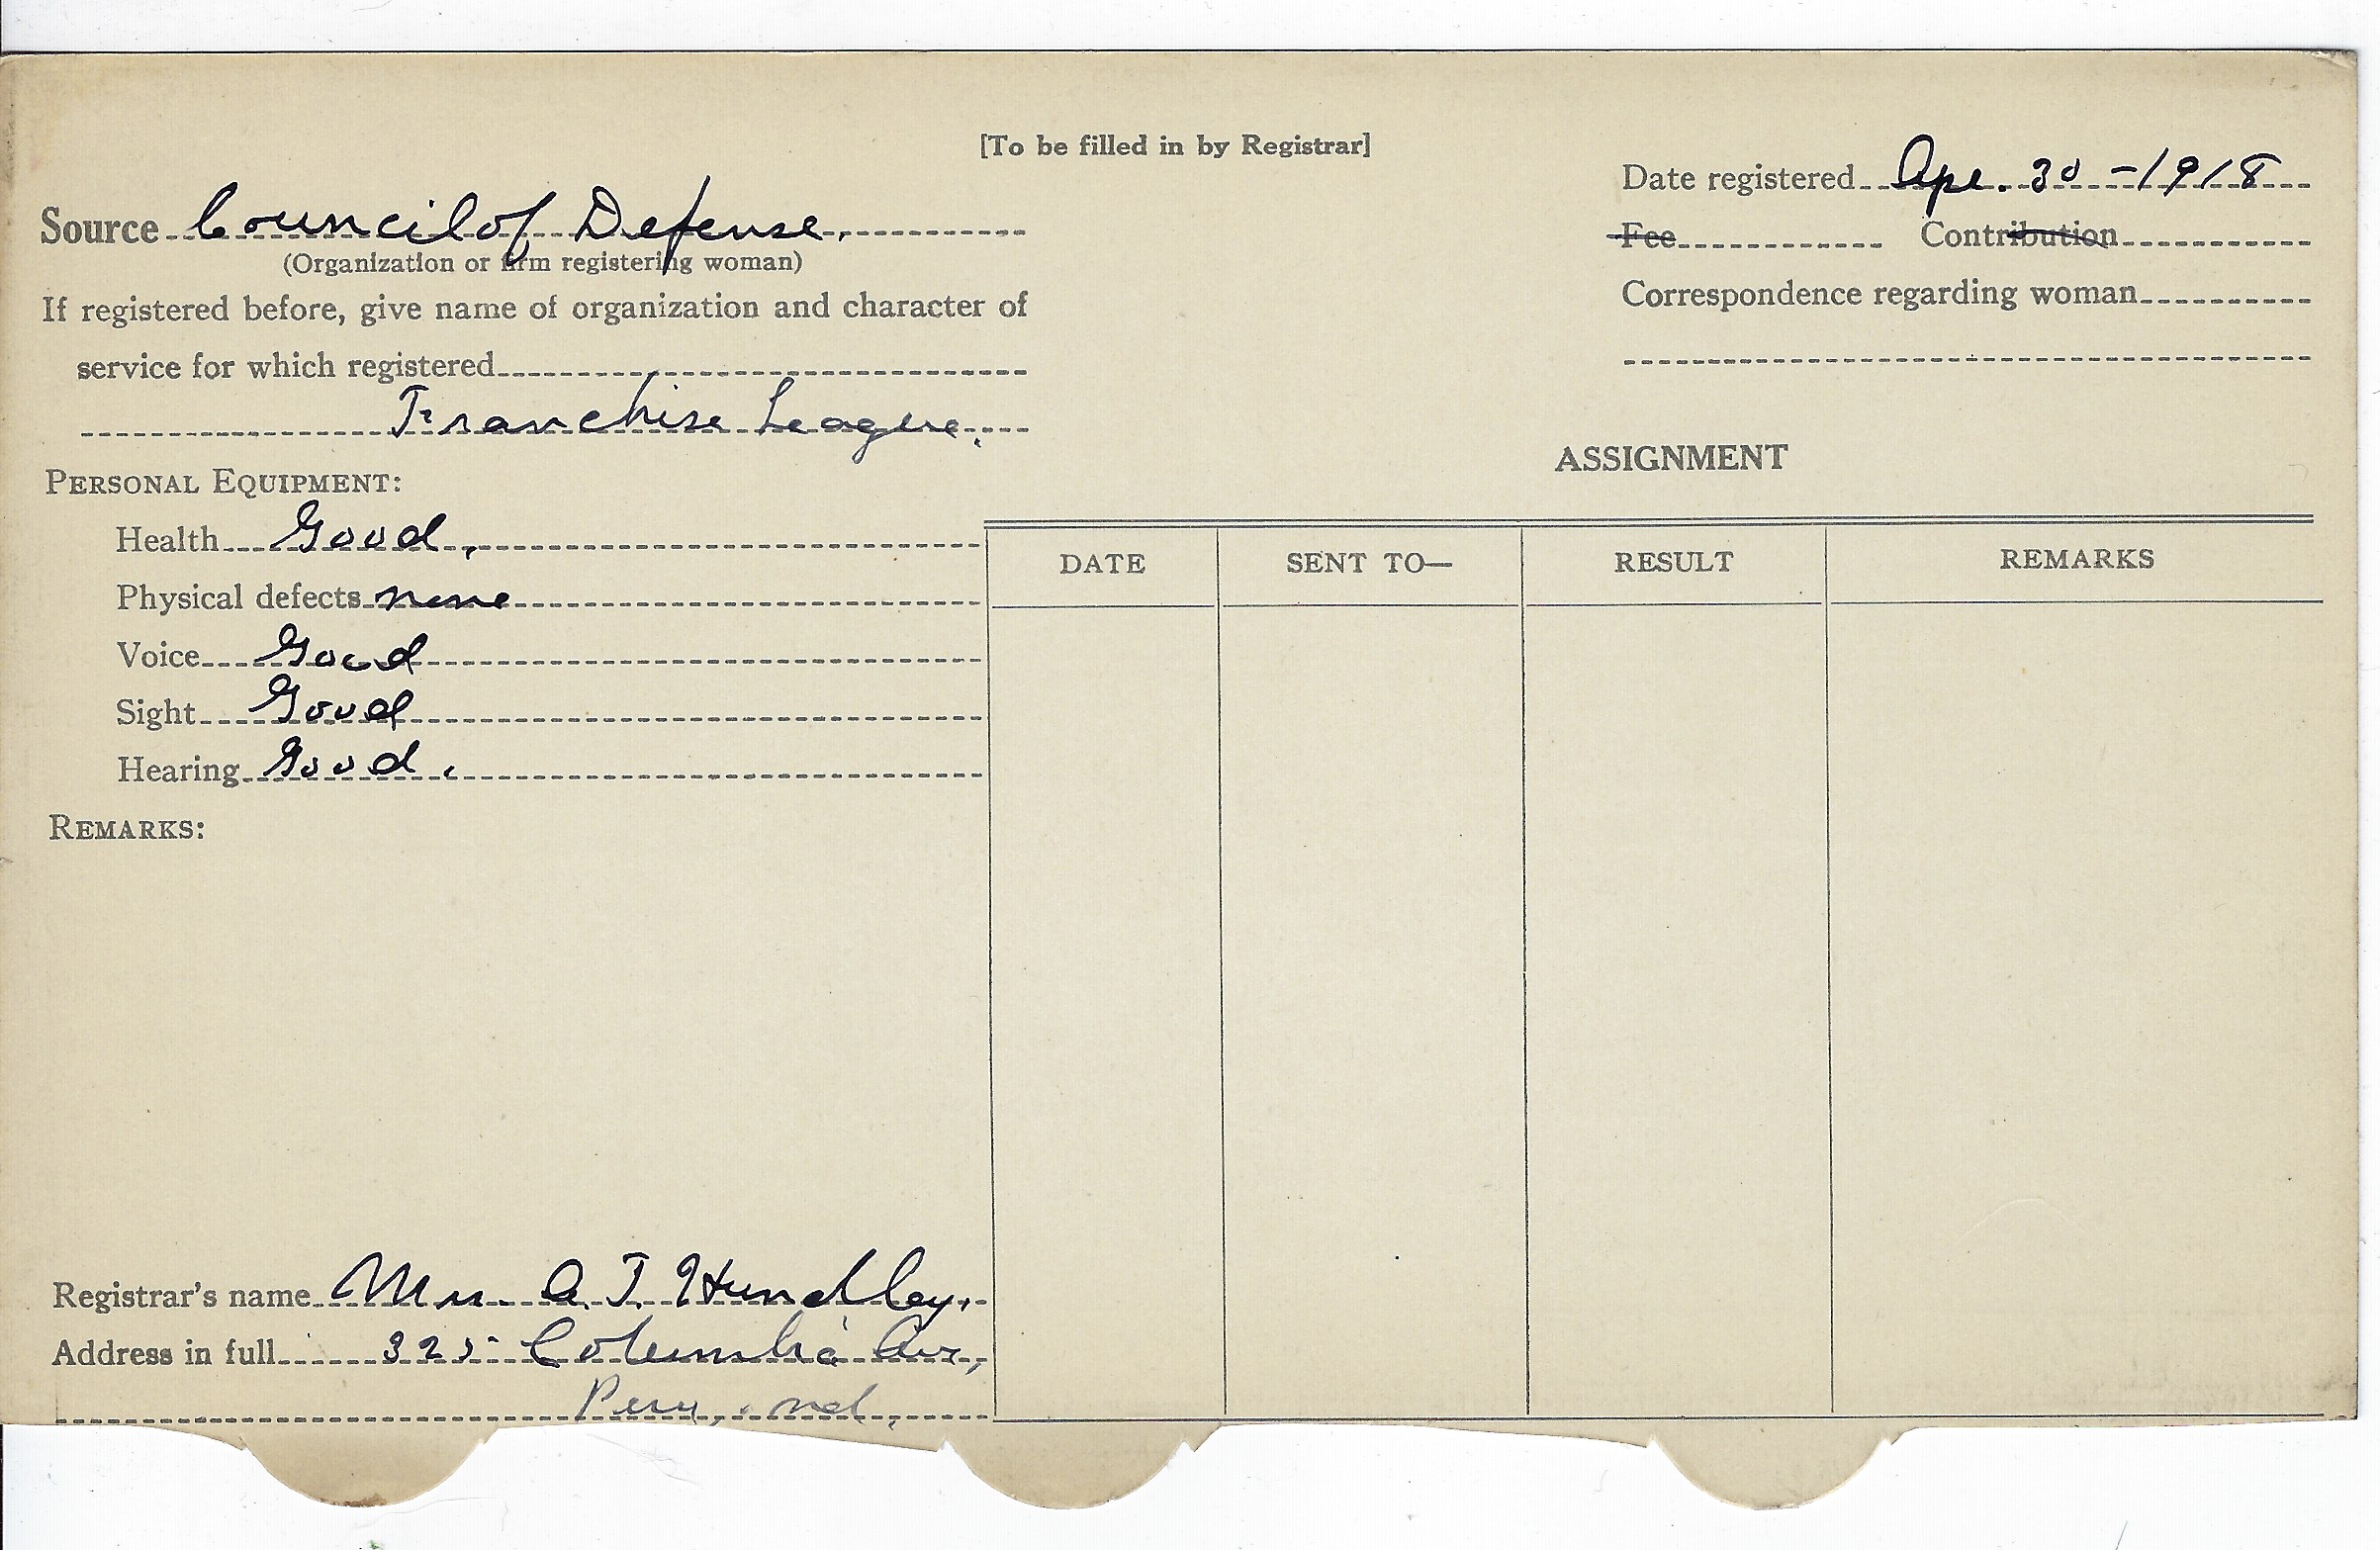 [To be filled in by Registrar]
Date registered Apr. 30 - 1918
Source Council of Defense.
Fee Contribution
(Organization or firm registering woman)
Correspondence regarding woman
If registered before, give name of organization and character of
service for which registered
Franchise League.
ASSIGNMENT
PERSONAL EQUIPMENT:
Health Good.
DATE SENT TO— RESULT REMARKS
Physical defects none
Voice Good
Sight Good
Hearing Good.
REMARKS:
Registrar's name Mrs. A. T. Hundley.
Address in full 325 Columbia Av,
Peru, Ind.